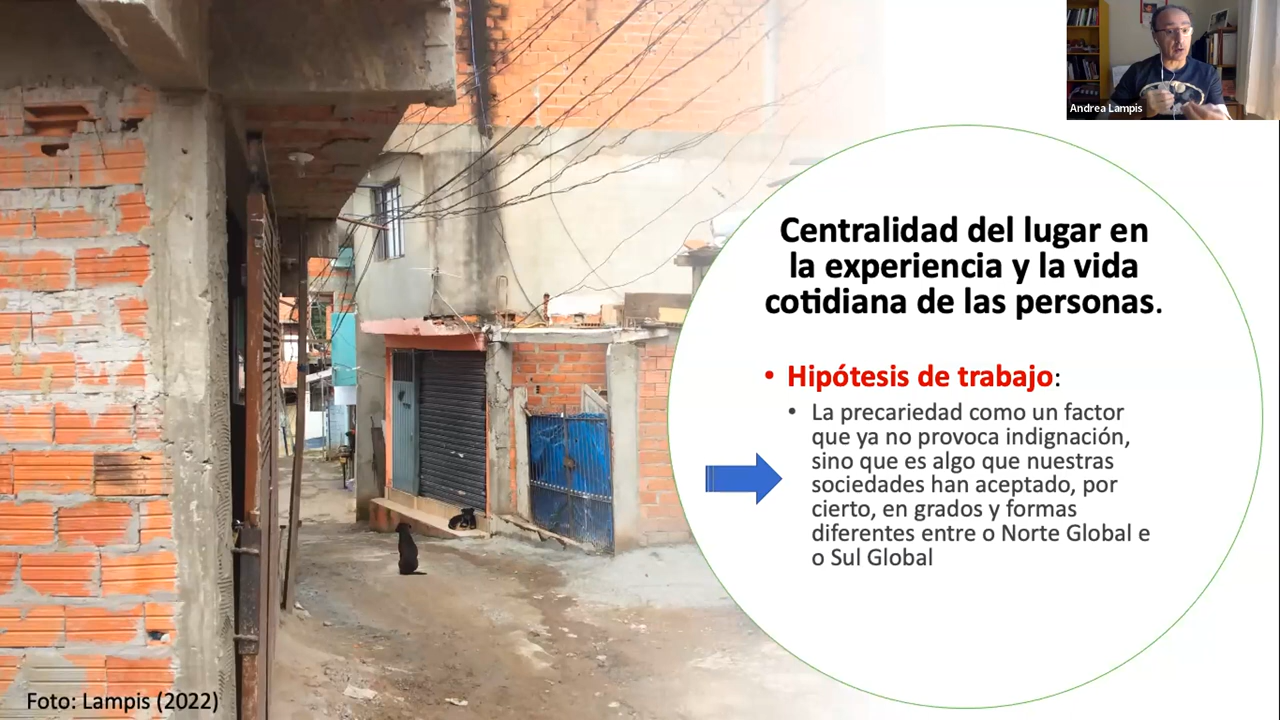 Andrea Lampis
Centralidad del lugar en
la experiencia y la vida
cotidiana de las personas.
• Hipótesis de trabajo:
• La precariedad como un factor
que ya no provoca indignación,
sino que es algo que nuestras
sociedades han aceptado, por
cierto, en grados y formas
diferentes entre o Norte Global e
o Sul Global
Foto: Lampis (2022)